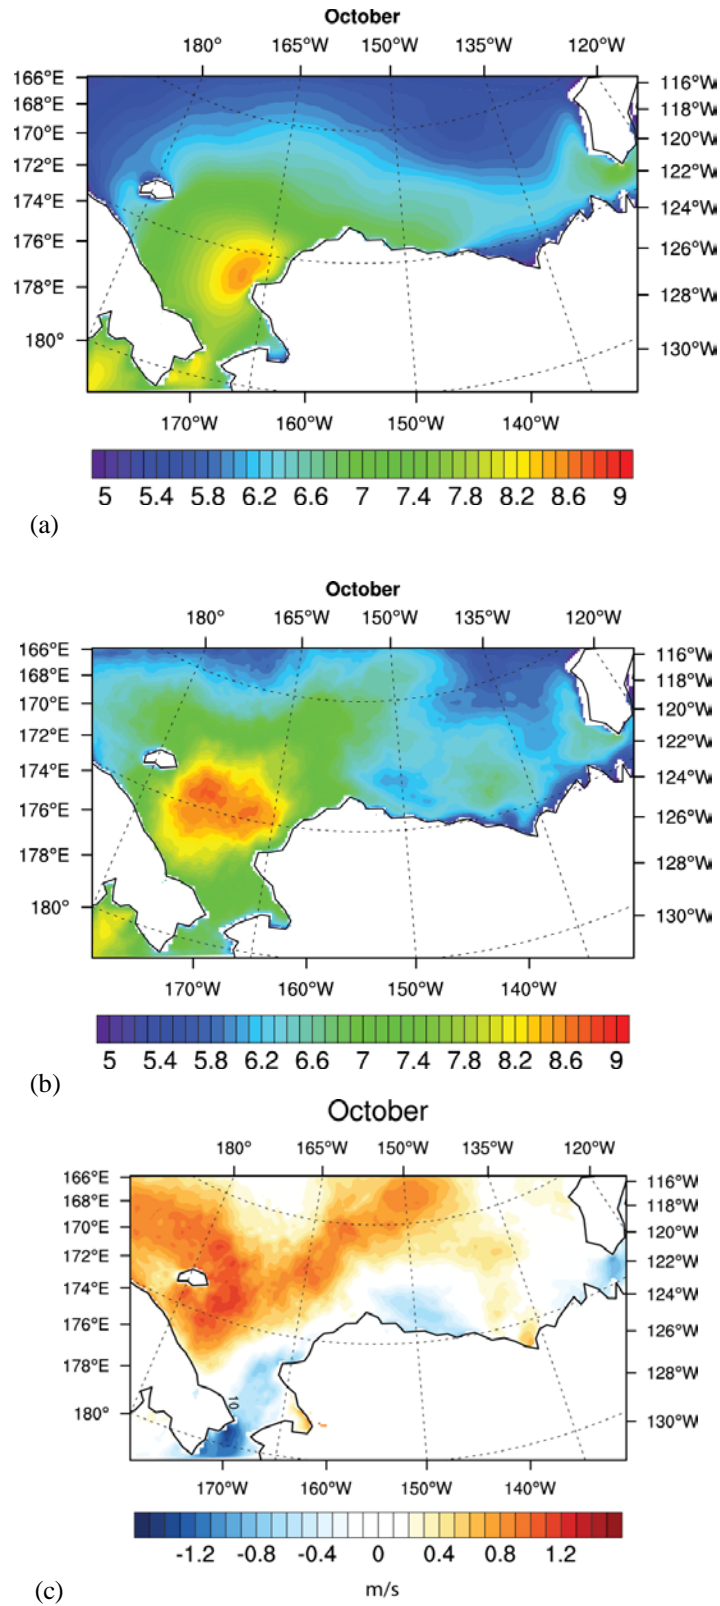 October
180° 165°W 150°W 135°W 120°W
166°E 116°W
168°E 118°W
170°E 120°W
172°E 122°W
174°E 124°W
176°E 126°W
178°E 128°W
180° 130°W
170°W 160°W 150°W 140°W
5 5.4 5.8 6.2 6.6 7 7.4 7.8 8.2 8.6 9
(a)
October
180° 165°W 150°W 135°W 120°W
166°E 116°W
168°E 118°W
170°E 120°W
172°E 122°W
174°E 124°W
176°E 126°W
178°E 128°W
180° 130°W
170°W 160°W 150°W 140°W
5 5.4 5.8 6.2 6.6 7 7.4 7.8 8.2 8.6 9
(b)
October
180° 165°W 150°W 135°W 120°W
166°E 116°W
168°E 118°W
170°E 120°W
172°E 122°W
174°E 124°W
176°E 126°W
178°E 128°W
10
180° 130°W
170°W 160°W 150°W 140°W
-1.2 -0.8 -0.4 0 0.4 0.8 1.2
(c) m/s